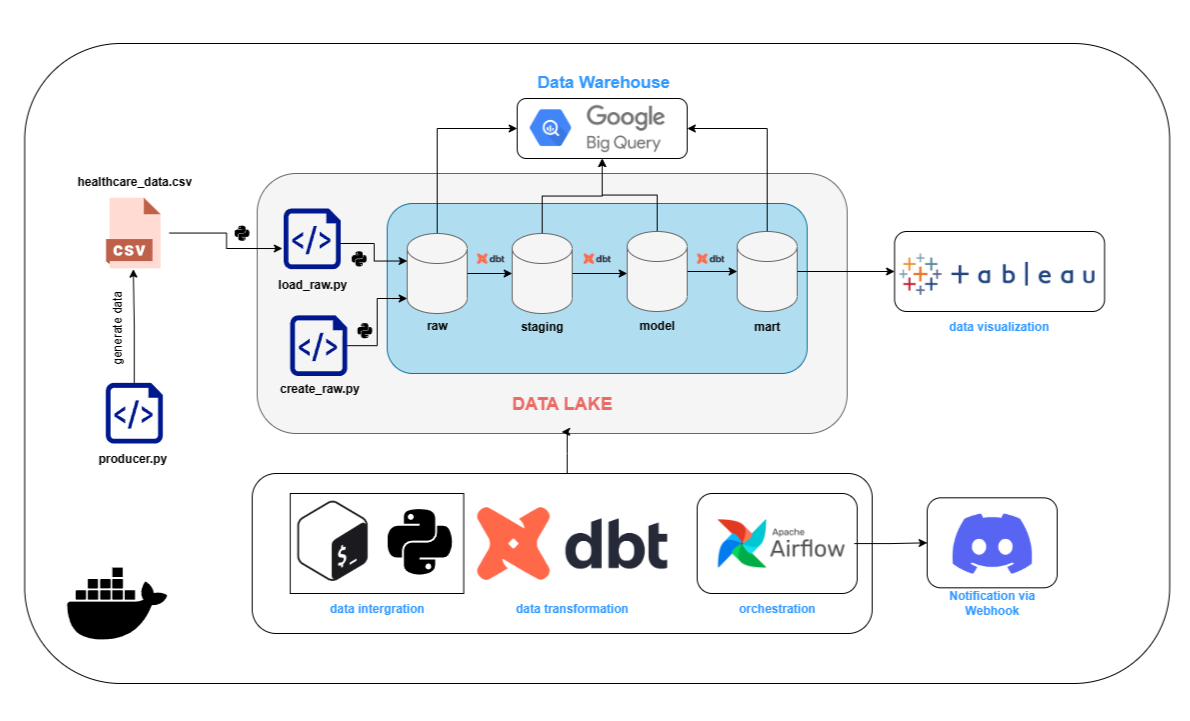 Data Warehouse
Google
Big Query
healthcare_data.csv
CSV
generate data
producer.py
</>
</>
load_raw.py
</>
create_raw.py
dbt
dbt
dbt
raw
staging
model
mart
DATA LAKE
+ableau
data visualization
$_
data intergration
dbt
data transformation
Apache
Airflow
orchestration
Notification via
Webhook